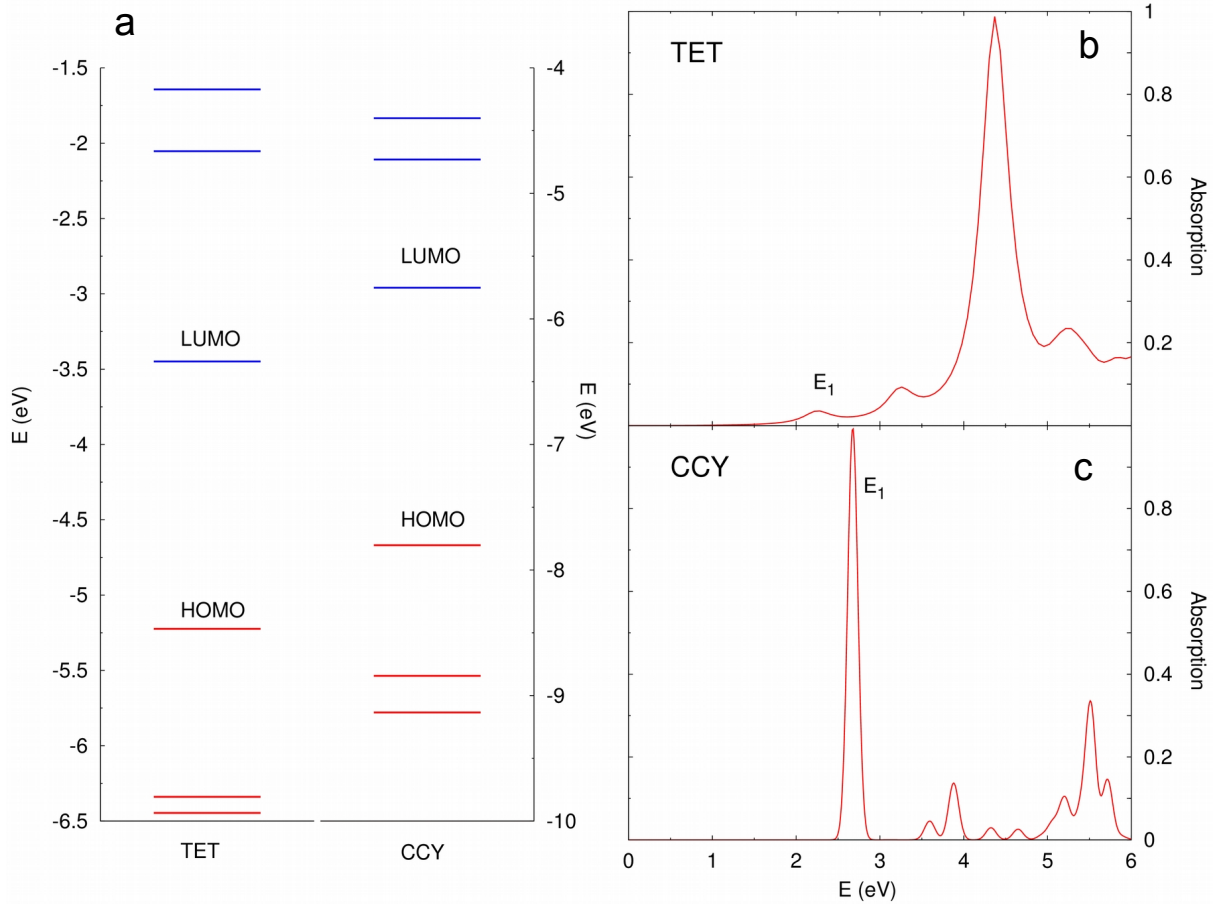 a
-1.5
-2
-2.5
-3
-3.5
-4
-4.5
-5
-5.5
-6
-6.5
E (eV)
LUMO
HOMO
TET
LUMO
HOMO
CCY
-4
-5
-6
-7
-8
-9
-10
E (eV)
TET
b
E1
1
0.8
0.6
0.4
0.2
Absorption
CCY
c
E1
0.8
0.6
0.4
0.2
0
Absorption
0 1 2 3 4 5 6
E (eV)